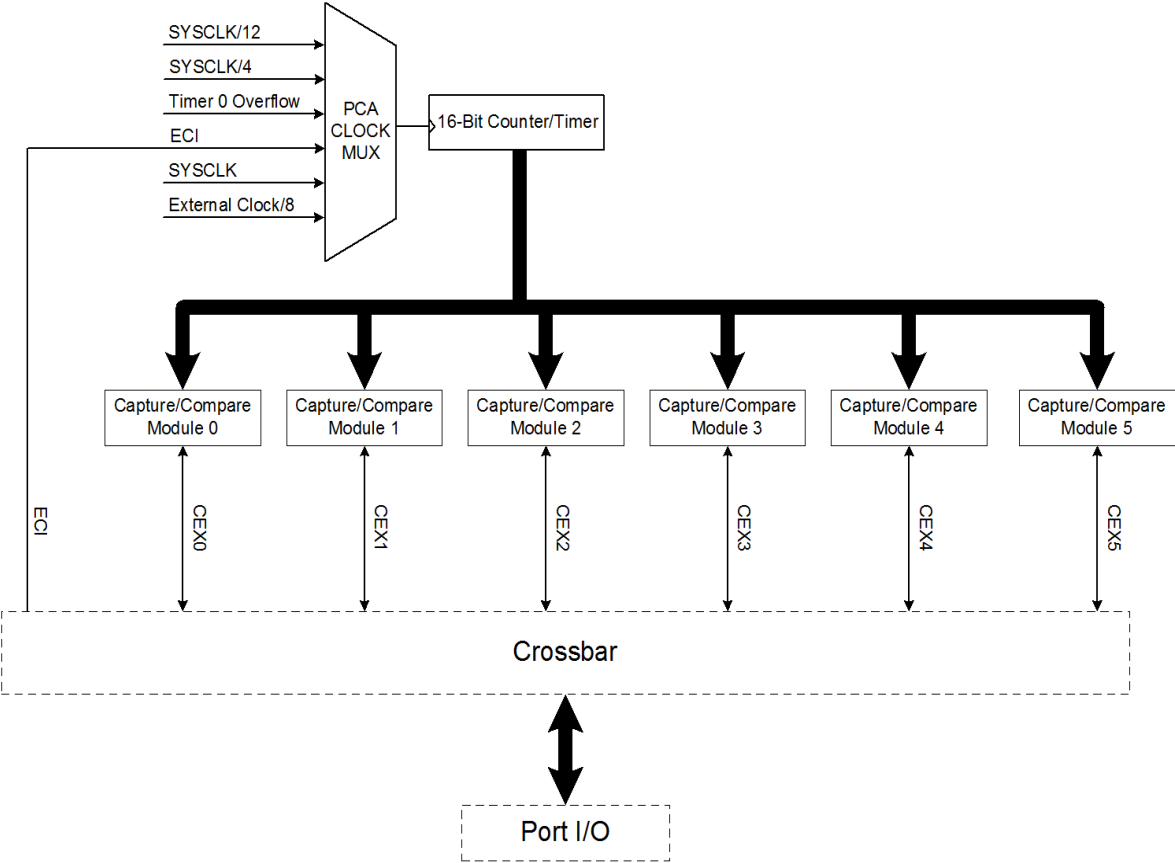 SYSCLK/12
SYSCLK/4
Timer 0 Overflow
ECI
SYSCLK
External Clock/8
PCA
CLOCK
MUX
16-Bit Counter/Timer
Capture/Compare
Module 0
Capture/Compare
Module 1
Capture/Compare
Module 2
Capture/Compare
Module 3
Capture/Compare
Module 4
Capture/Compare
Module 5
ECI
CEX0
CEX1
CEX2
CEX3
CEX4
CEX5
Crossbar
Port I/O